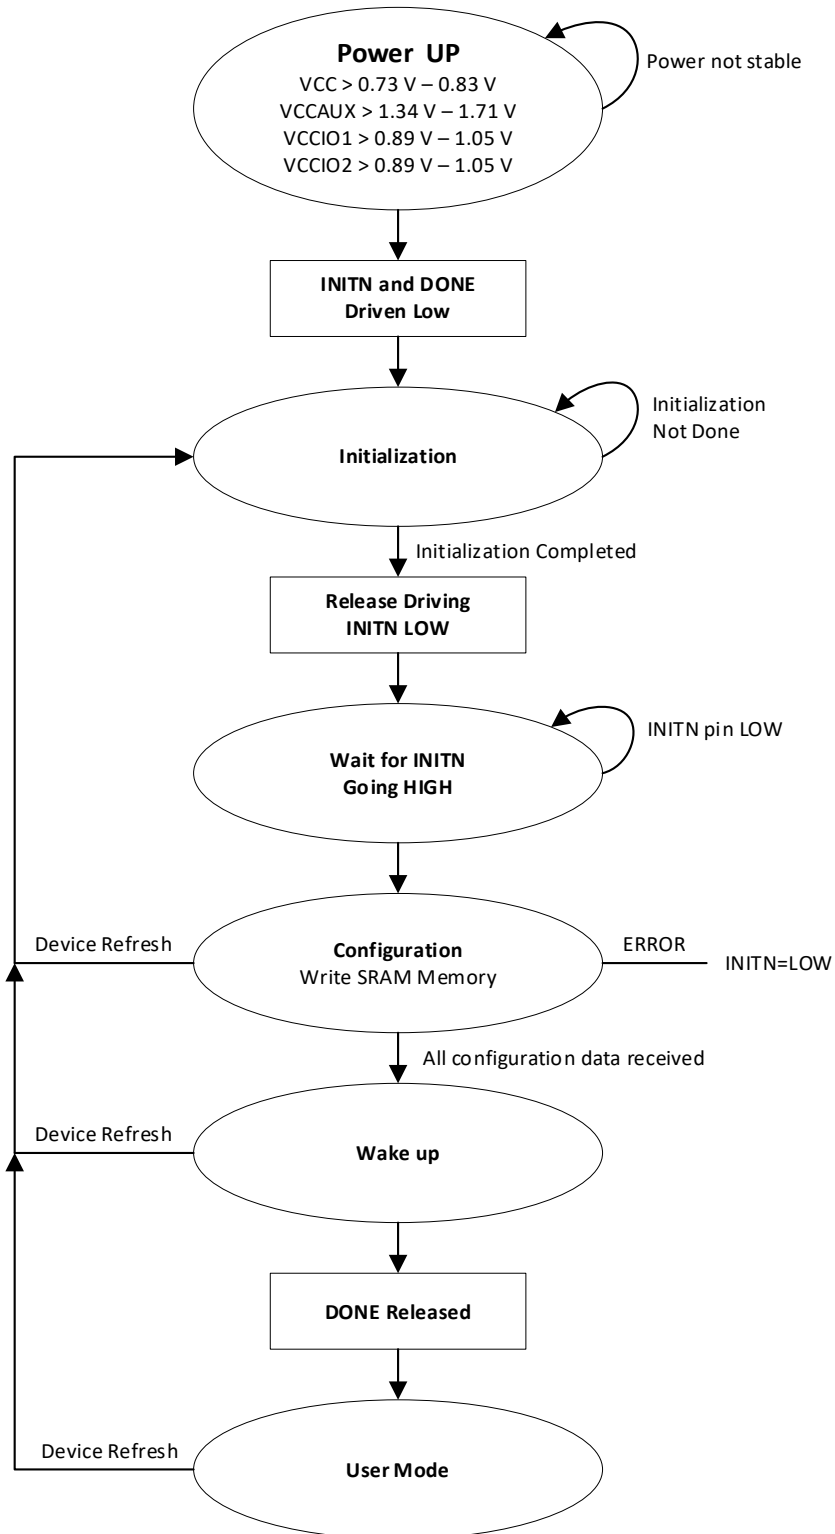 Power UP
VCC > 0.73 V – 0.83 V
VCCAUX > 1.34 V – 1.71 V
VCCIO1 > 0.89 V – 1.05 V
VCCIO2 > 0.89 V – 1.05 V
Power not stable
INITN and DONE
Driven Low
Initialization
Initialization
Not Done
Initialization Completed
Release Driving
INITN LOW
Wait for INITN
Going HIGH
INITN pin LOW
Device Refresh
Configuration
Write SRAM Memory
ERROR
INITN=LOW
All configuration data received
Device Refresh
Wake up
DONE Released
Device Refresh
User Mode